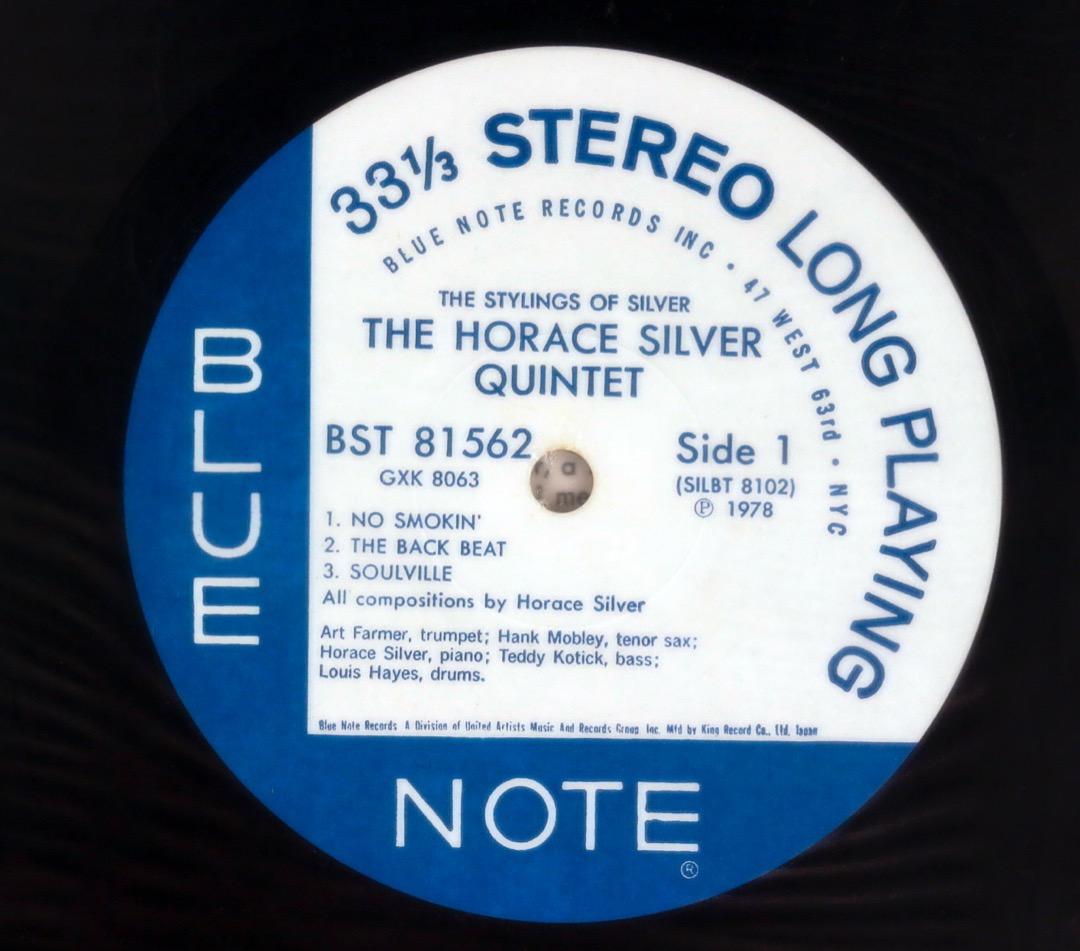 33⅓ STEREO LONG PLAYING
BLUE NOTE RECORDS INC • 47 WEST 63rd • NYC
THE STYLINGS OF SILVER
THE HORACE SILVER
QUINTET
BST 81562
GXK 8063
Side 1
(SILBT 8102)
℗ 1978
a
me
1. NO SMOKIN'
2. THE BACK BEAT
3. SOULVILLE
All compositions by Horace Silver
Art Farmer, trumpet; Hank Mobley, tenor sax;
Horace Silver, piano; Teddy Kotick, bass;
Louis Hayes, drums.
Blue Note Records A Division of United Artists Music And Records Group, Inc. Mfd by King Record Co., Ltd. Japan
BLUE
NOTE
®